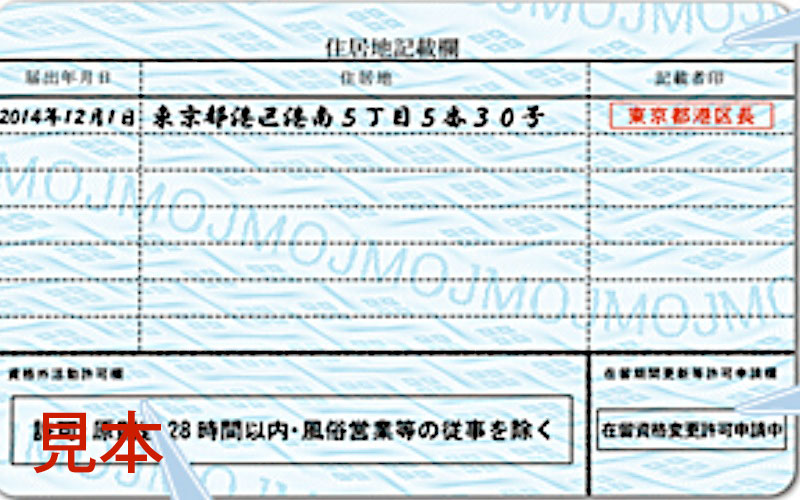 住居地記載欄
届出年月日 住居地 記載者印
2014年12月1日 東京都港区港南5丁目5番30号 東京都港区長
MOJMOJMOJMOJMOJMOJ
資格外活動許可欄 在留期間更新等許可申請欄
28時間以内・風俗営業等の従事を除く 在留資格変更許可申請中
見本